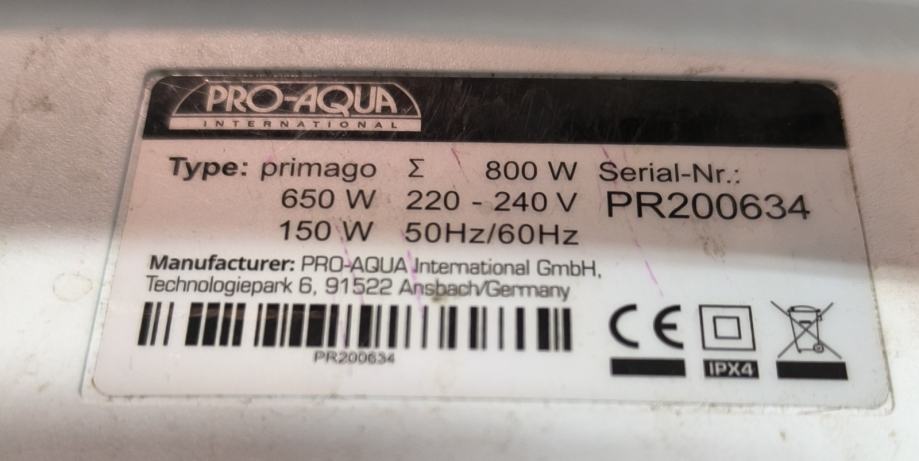 PRO-AQUA
INTERNATIONAL
Type: primago Σ 800 W Serial-Nr.:
650 W 220 - 240 V PR200634
150 W 50Hz/60Hz
Manufacturer: PRO-AQUA International GmbH,
Technologiepark 6, 91522 Ansbach/Germany
PR200634
CE
IPX4